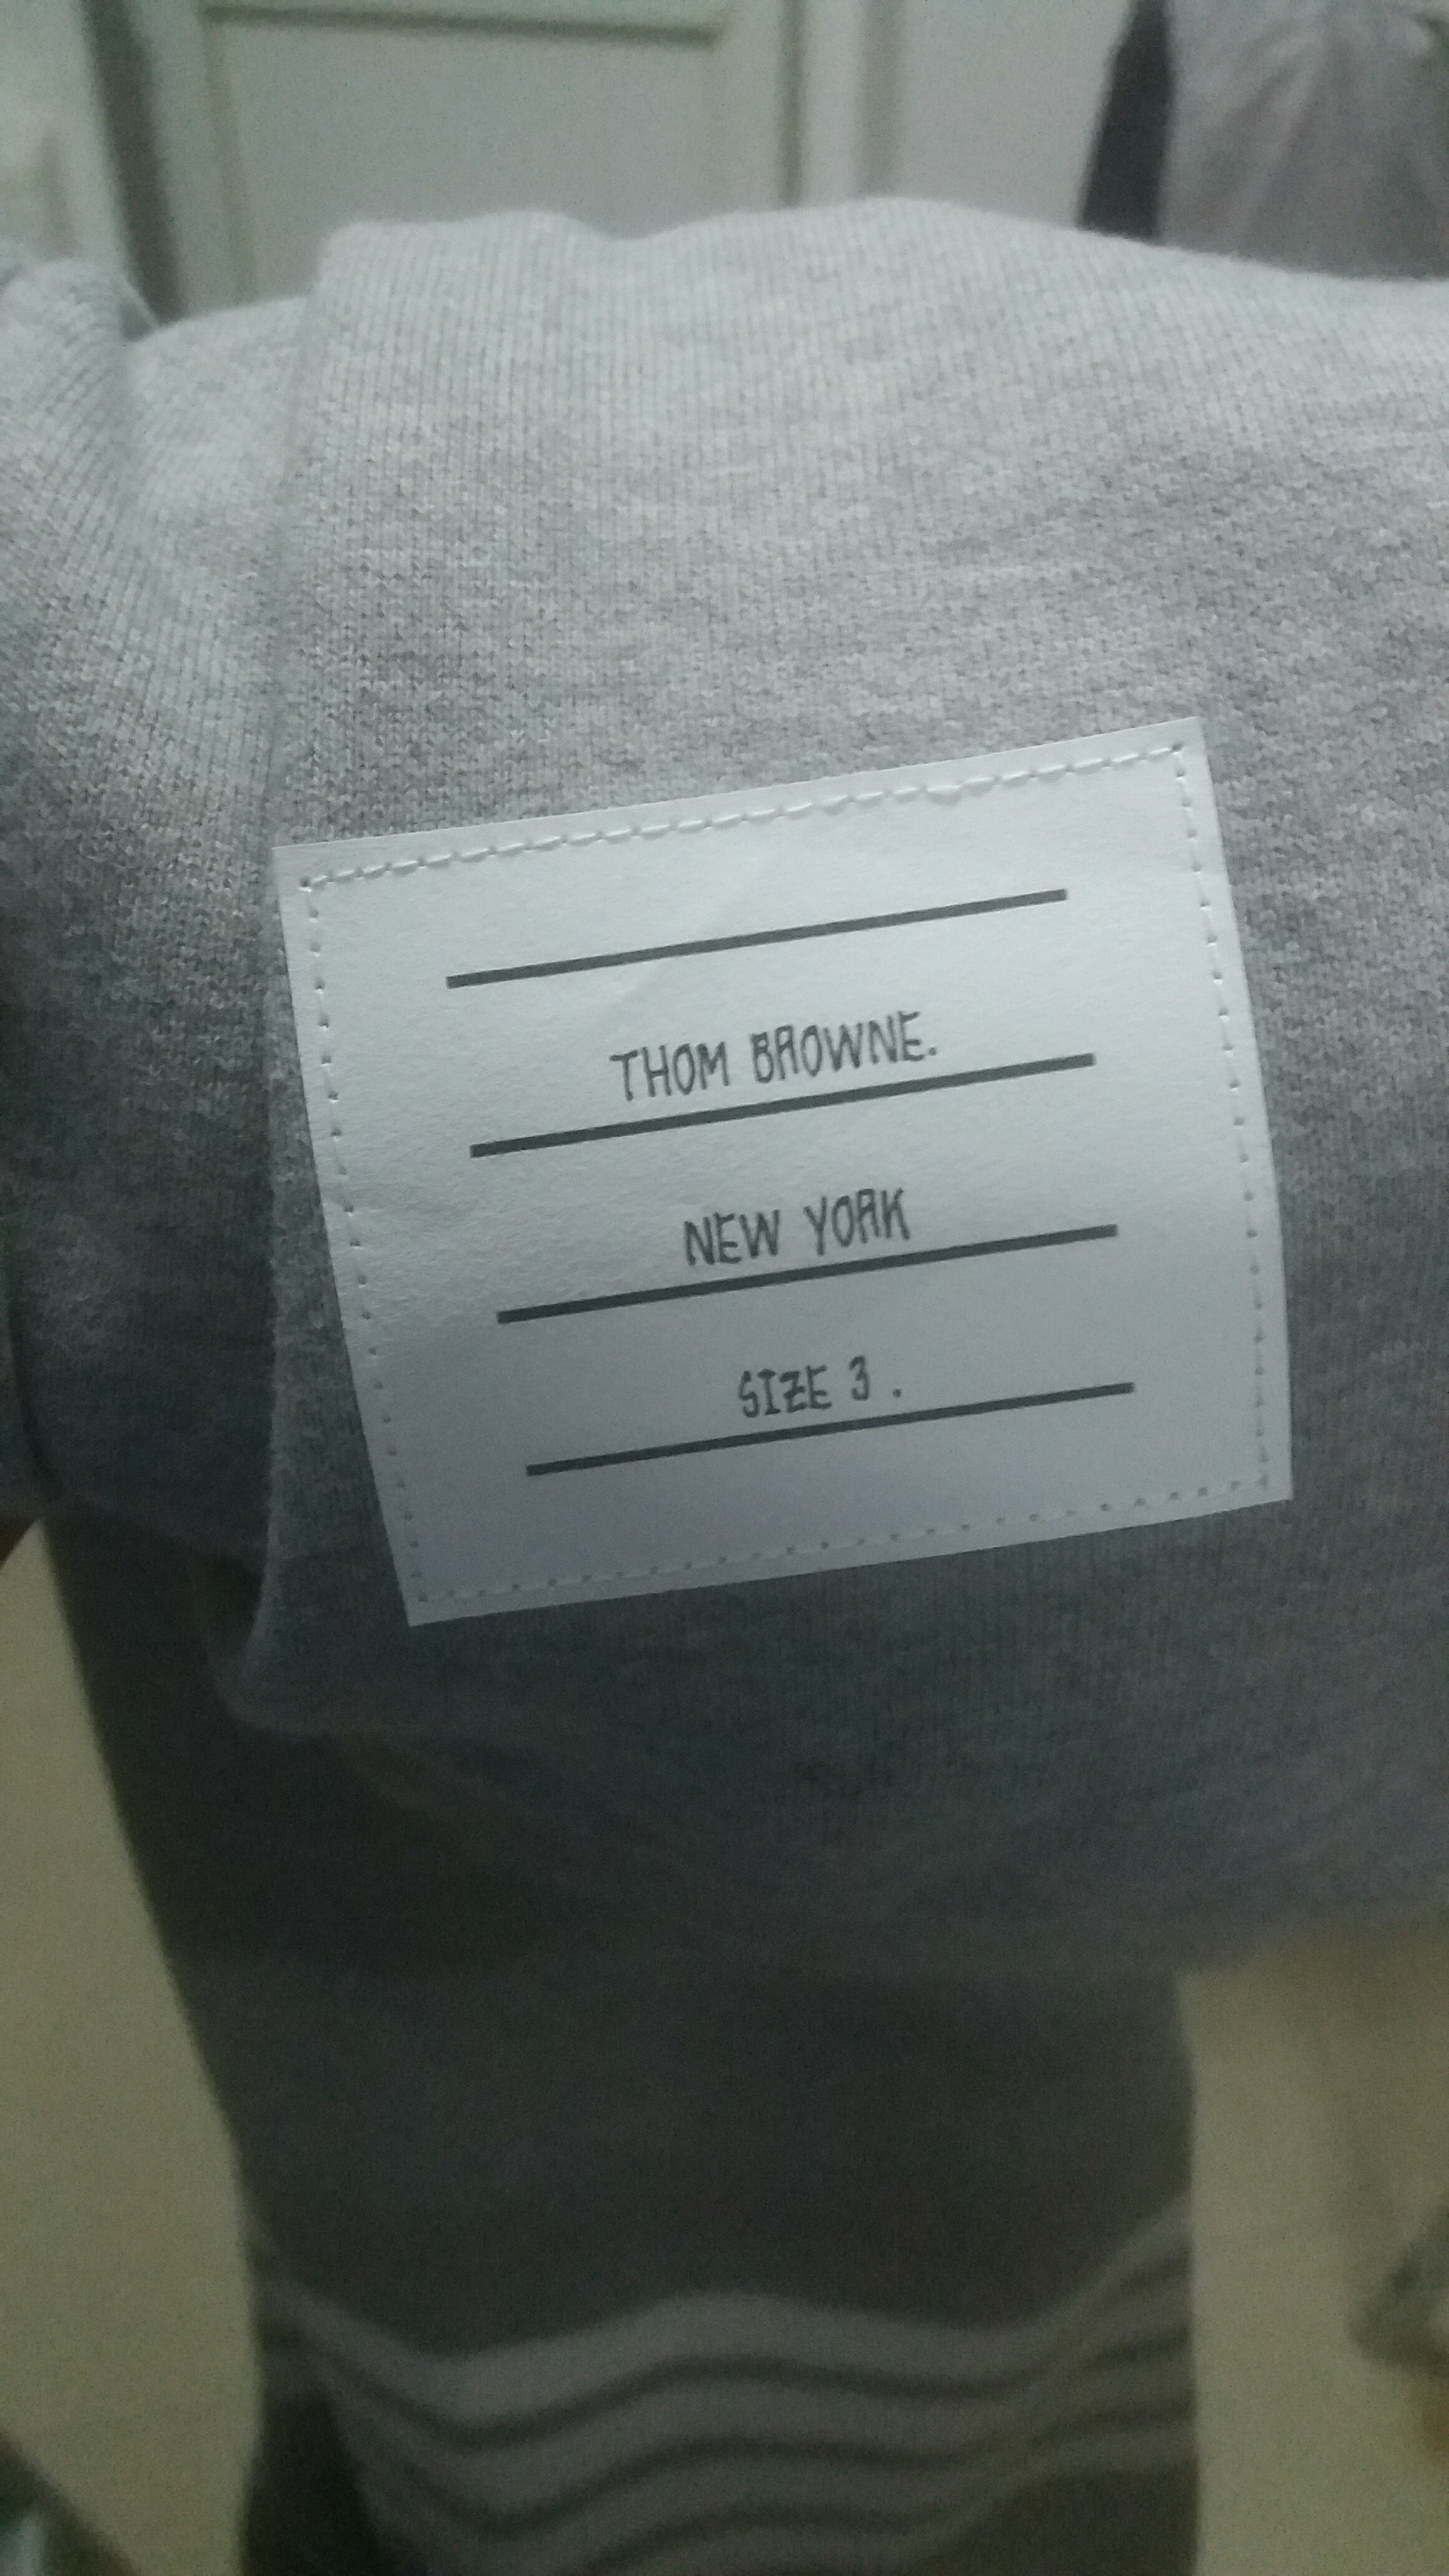 THOM BROWNE.
NEW YORK
SIZE 3 .